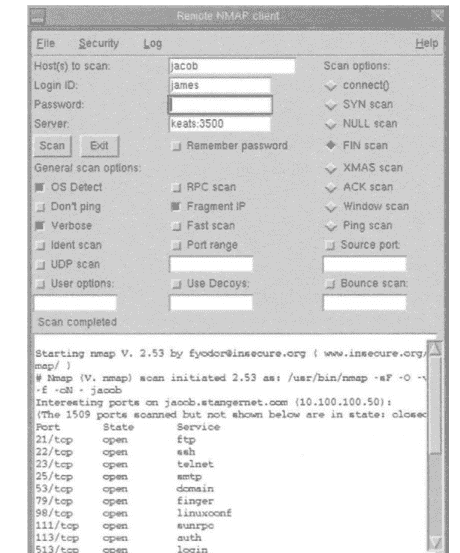 Remote NMAP client
File Security Log Help
Host(s) to scan: jacob Scan options:
Login ID: james connect()
Password: SYN scan
Server: keats:3500 NULL scan
Scan Exit Remember password FIN scan
General scan options: XMAS scan
OS Detect RPC scan ACK scan
Don't ping Fragment IP Window scan
Verbose Fast scan Ping scan
Ident scan Port range Source port:
UDP scan
User options: Use Decoys: Bounce scan:
Scan completed
Starting nmap V. 2.53 by fyodor@insecure.org ( www.insecure.org/
map/ )
# Nmap (V. nmap) scan initiated 2.53 as: /usr/bin/nmap -sF -O -v
-f -oN - jacob
Interesting ports on jacob.stangernet.com (10.100.100.50):
(The 1509 ports scanned but not shown below are in state: closed
Port State Service
21/tcp open ftp
22/tcp open ssh
23/tcp open telnet
25/tcp open smtp
53/tcp open domain
79/tcp open finger
98/tcp open linuxconf
111/tcp open sunrpc
113/tcp open auth
513/tcp open login